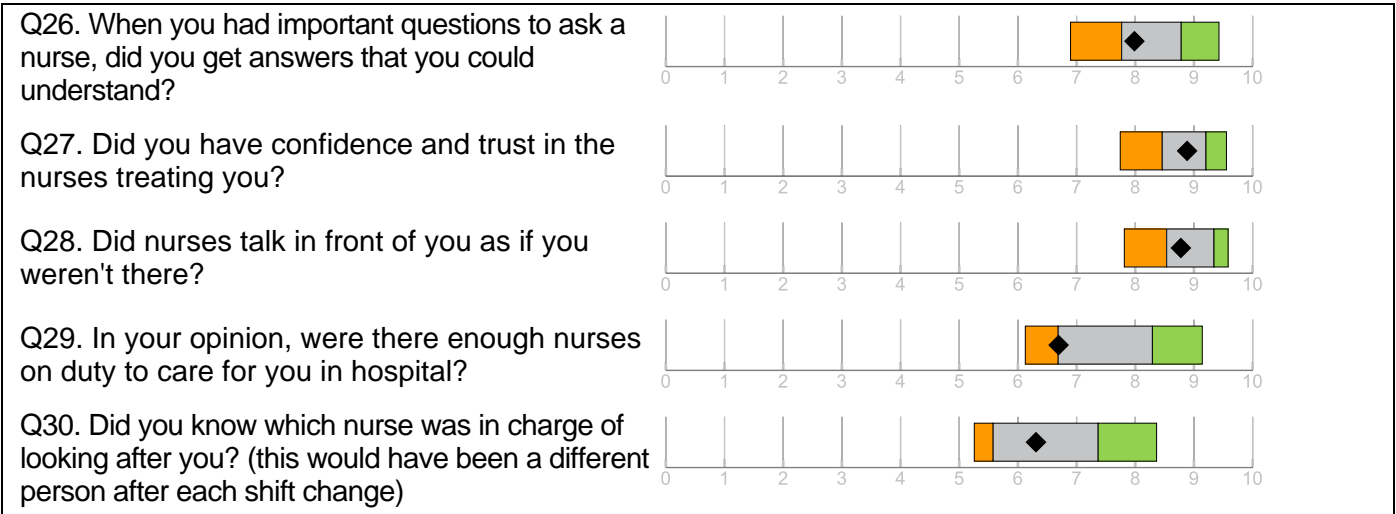 Q26. When you had important questions to ask a
nurse, did you get answers that you could
understand?
0 1 2 3 4 5 6 7 8 9 10
Q27. Did you have confidence and trust in the
nurses treating you?
0 1 2 3 4 5 6 7 8 9 10
Q28. Did nurses talk in front of you as if you
weren't there?
0 1 2 3 4 5 6 7 8 9 10
Q29. In your opinion, were there enough nurses
on duty to care for you in hospital?
0 1 2 3 4 5 6 7 8 9 10
Q30. Did you know which nurse was in charge of
looking after you? (this would have been a different
person after each shift change)
0 1 2 3 4 5 6 7 8 9 10